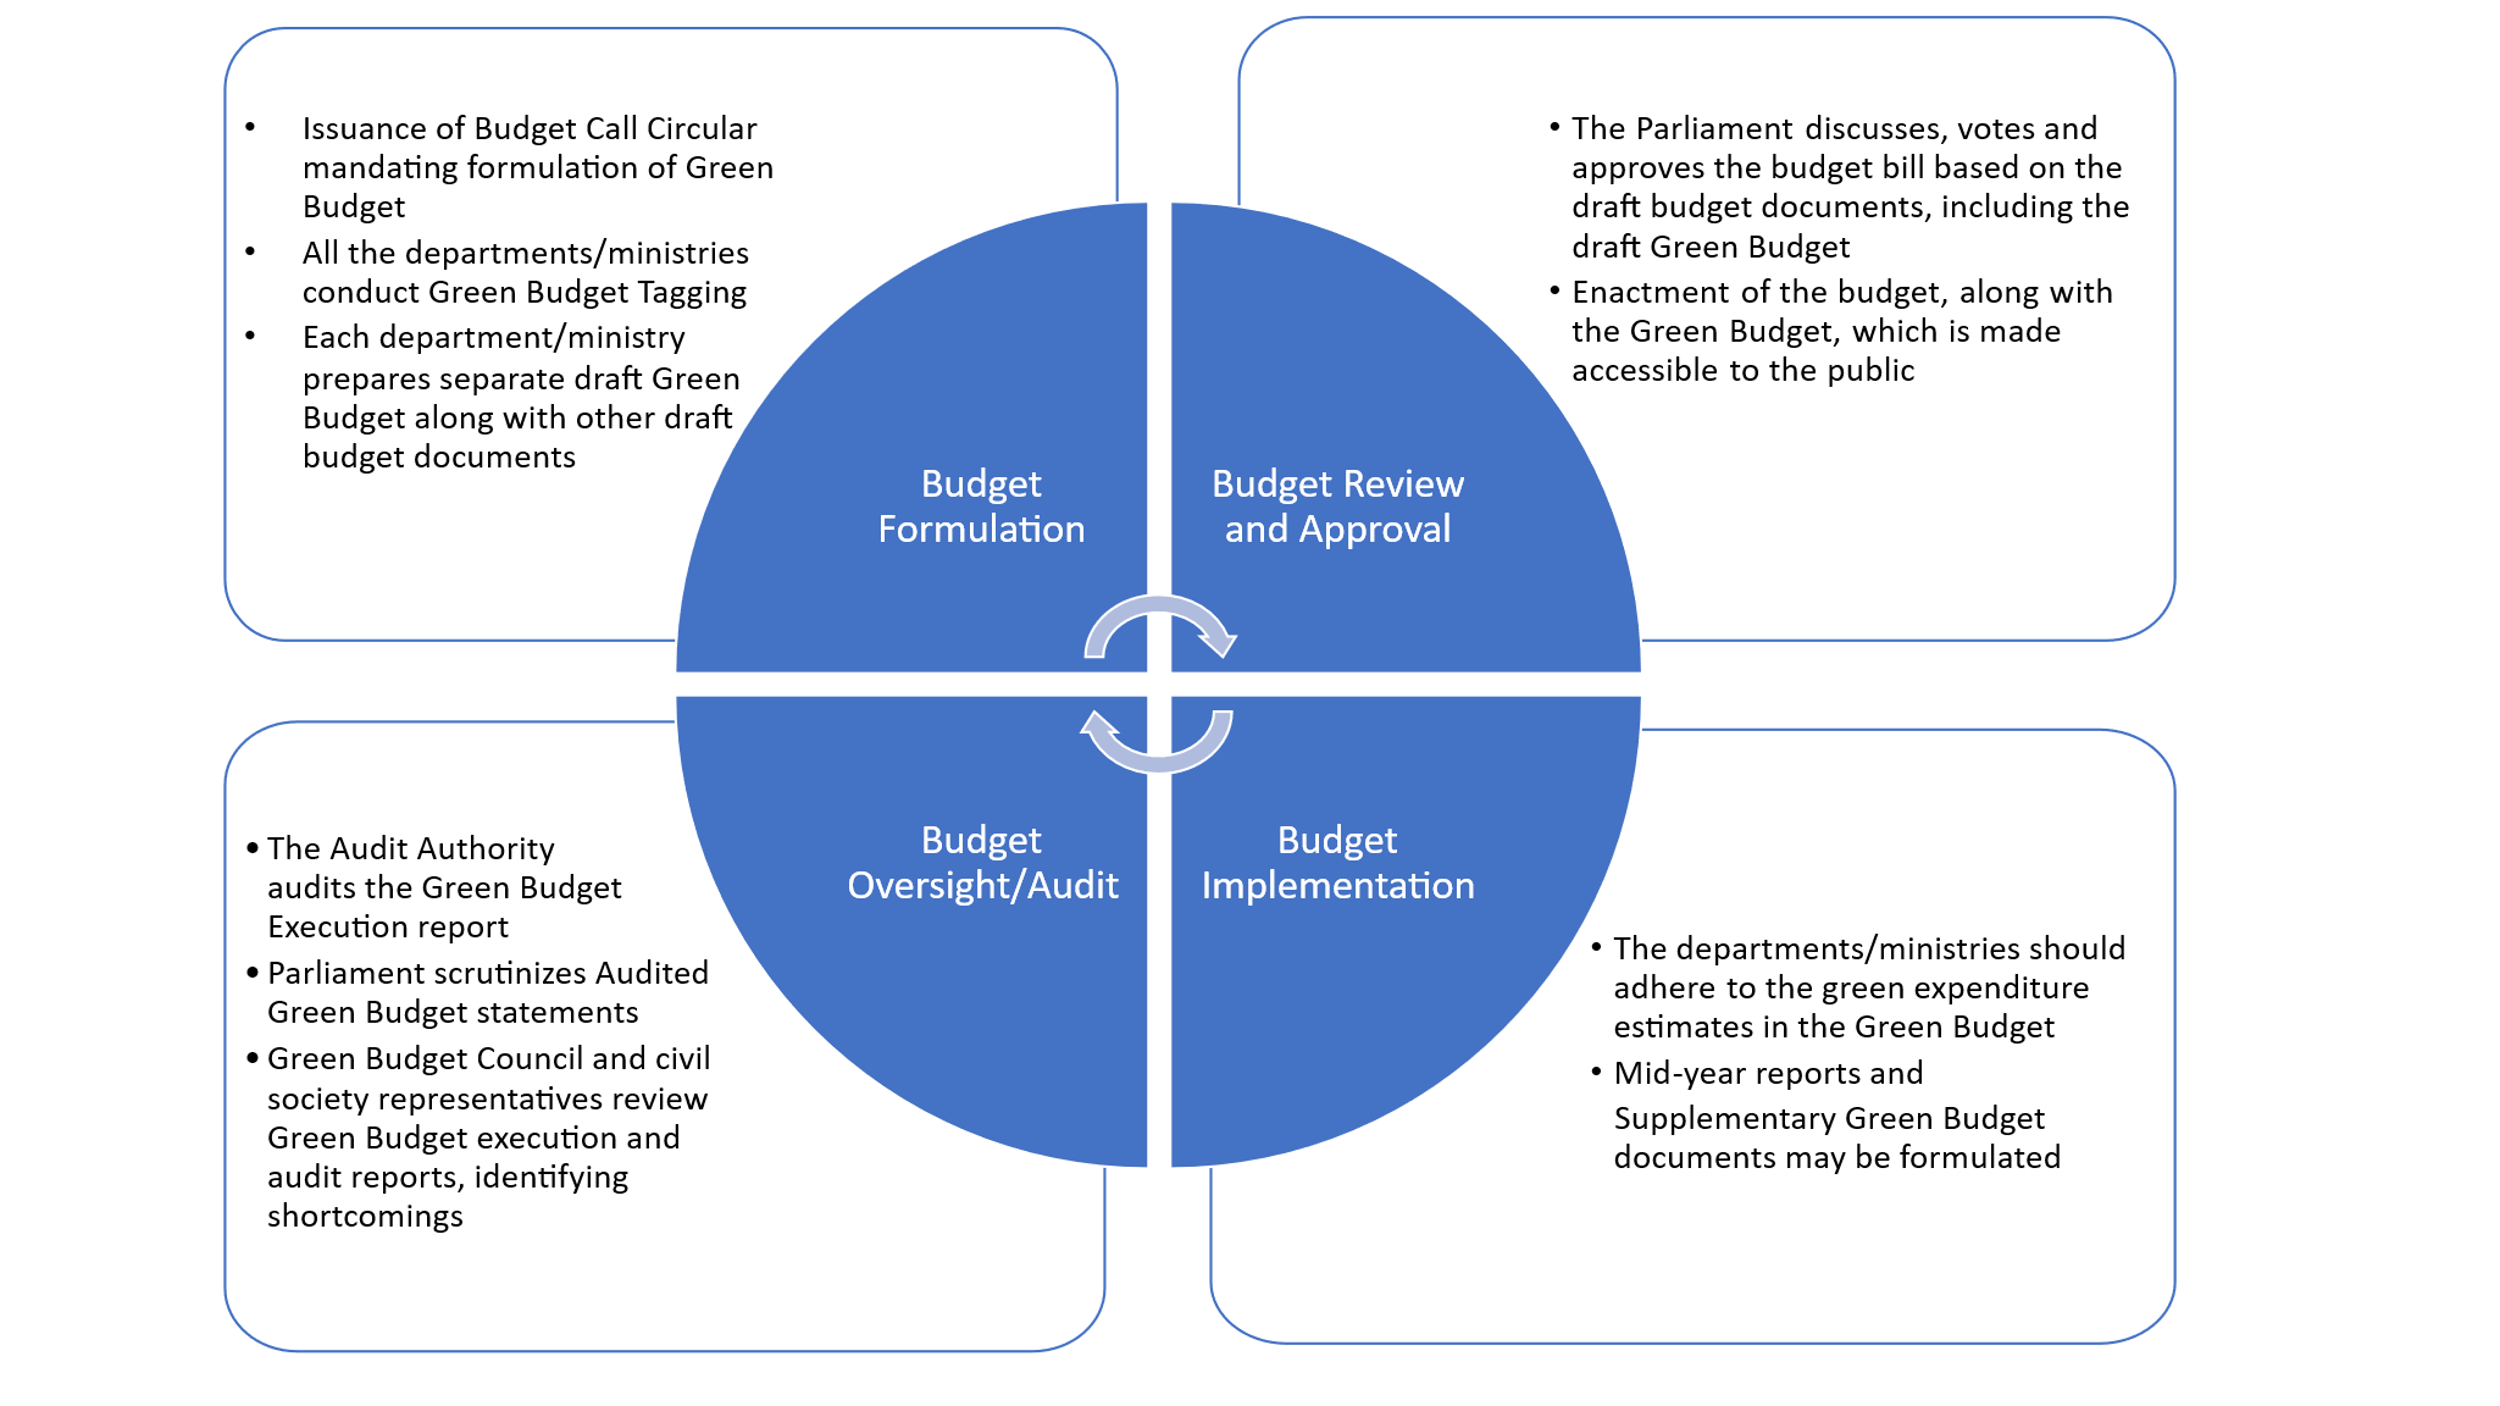 • Issuance of Budget Call Circular
mandating formulation of Green
Budget
• All the departments/ministries
conduct Green Budget Tagging
• Each department/ministry
prepares separate draft Green
Budget along with other draft
budget documents
• The Parliament discusses, votes and
approves the budget bill based on the
draft budget documents, including the
draft Green Budget
• Enactment of the budget, along with
the Green Budget, which is made
accessible to the public
Budget
Formulation
Budget Review
and Approval
Budget
Oversight/Audit
Budget
Implementation
• The Audit Authority
audits the Green Budget
Execution report
• Parliament scrutinizes Audited
Green Budget statements
• Green Budget Council and civil
society representatives review
Green Budget execution and
audit reports, identifying
shortcomings
• The departments/ministries should
adhere to the green expenditure
estimates in the Green Budget
• Mid-year reports and
Supplementary Green Budget
documents may be formulated